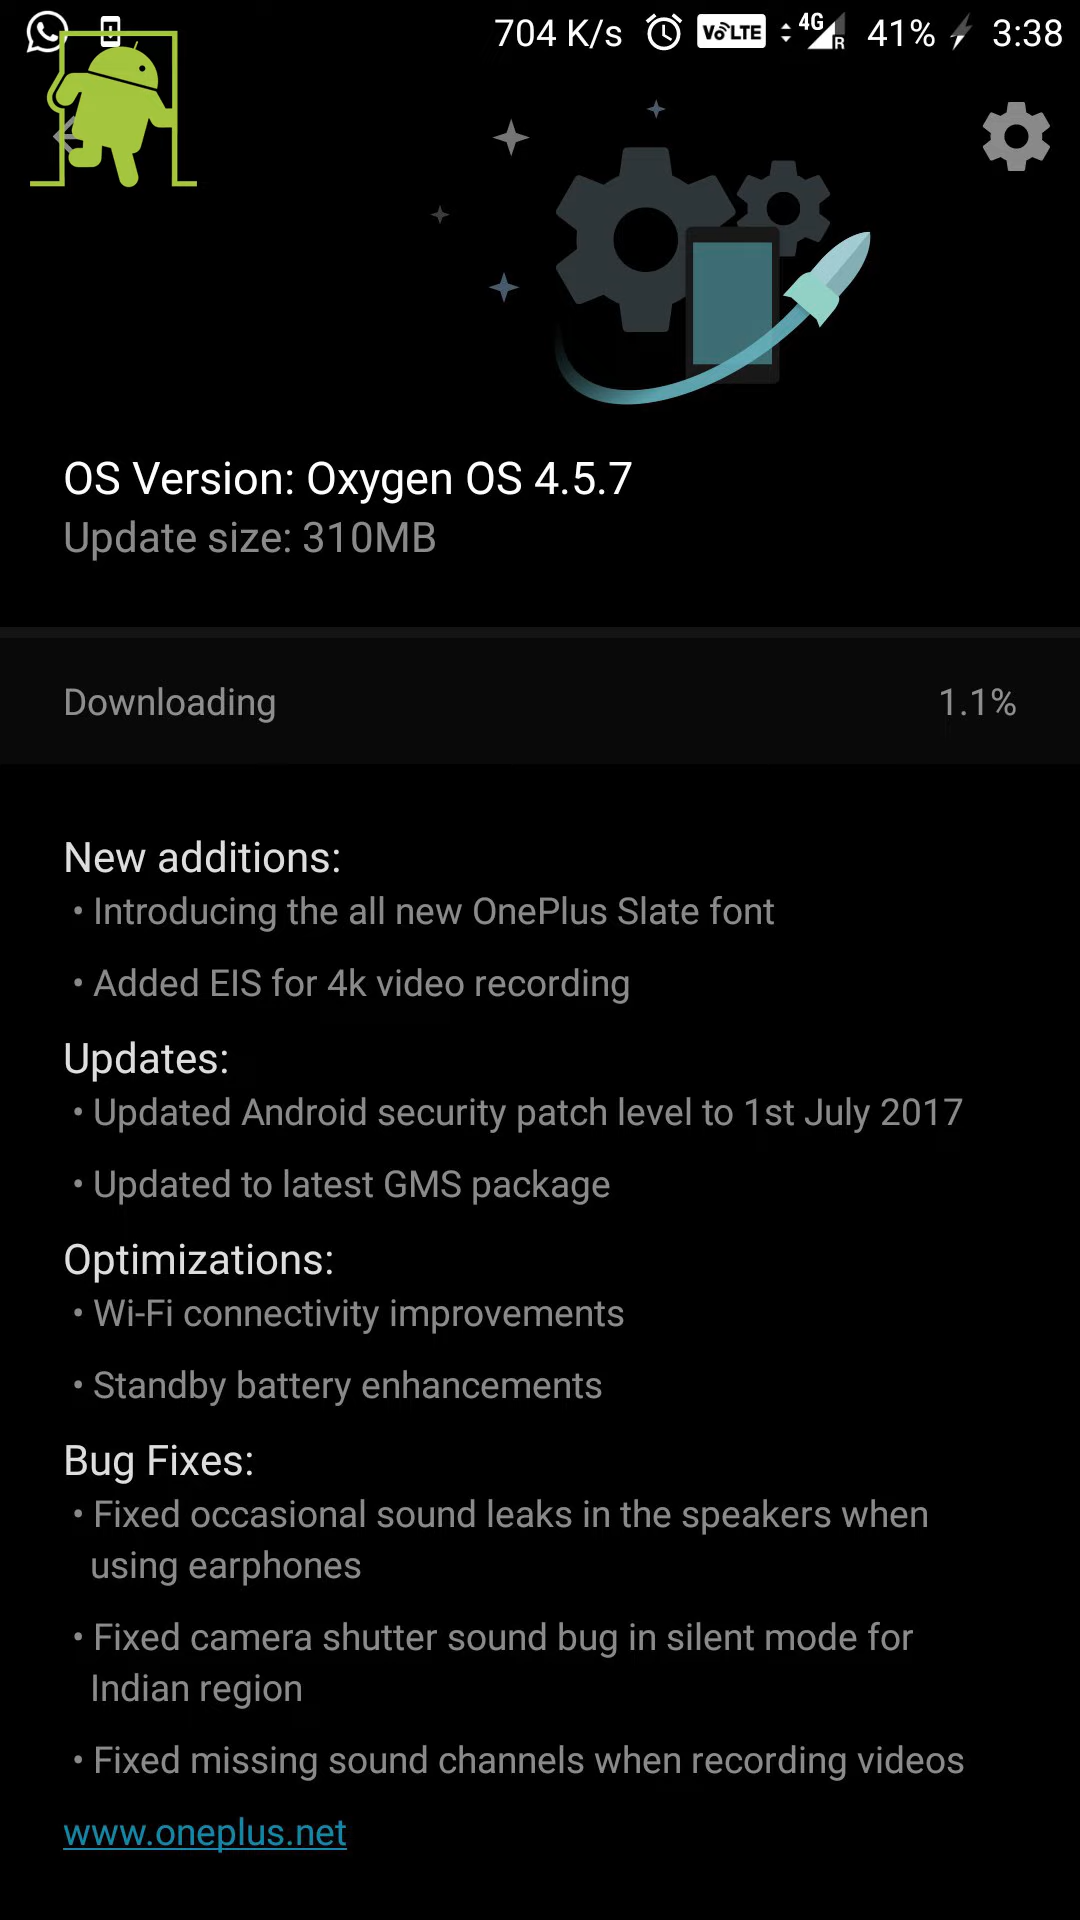 704 K/s VoLTE 4G R 41% 3:38
OS Version: Oxygen OS 4.5.7
Update size: 310MB
Downloading 1.1%
New additions:
• Introducing the all new OnePlus Slate font
• Added EIS for 4k video recording
Updates:
• Updated Android security patch level to 1st July 2017
• Updated to latest GMS package
Optimizations:
• Wi-Fi connectivity improvements
• Standby battery enhancements
Bug Fixes:
• Fixed occasional sound leaks in the speakers when
using earphones
• Fixed camera shutter sound bug in silent mode for
Indian region
• Fixed missing sound channels when recording videos
www.oneplus.net